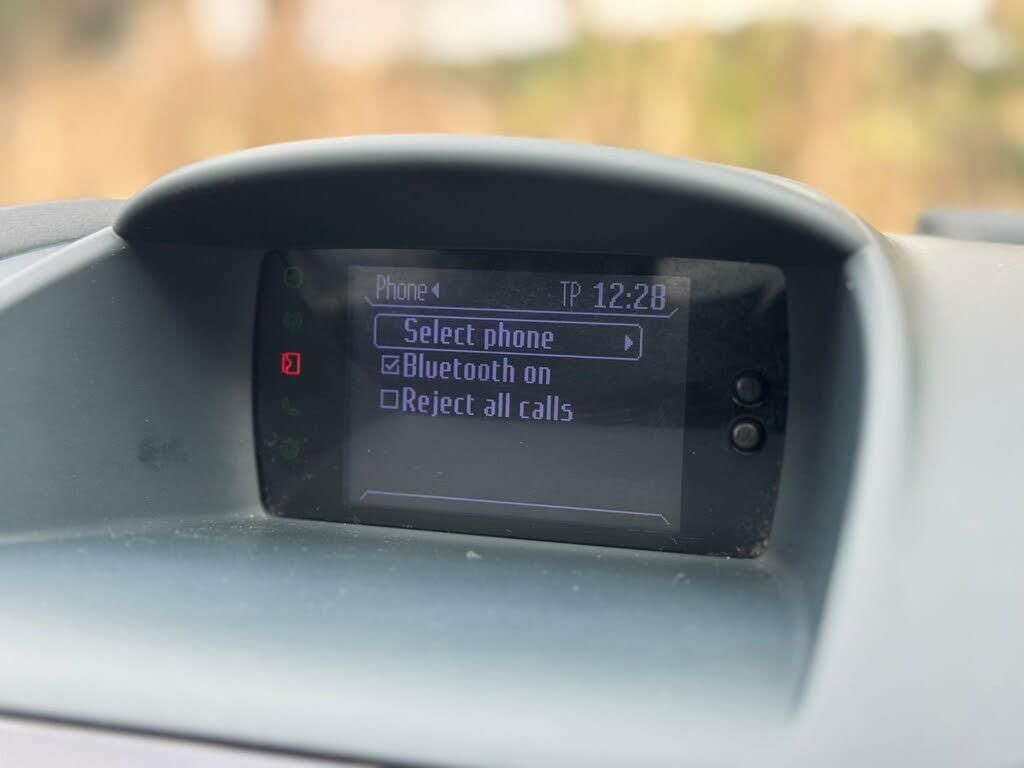 Phone TP 12:28
Select phone
Bluetooth on
Reject all calls